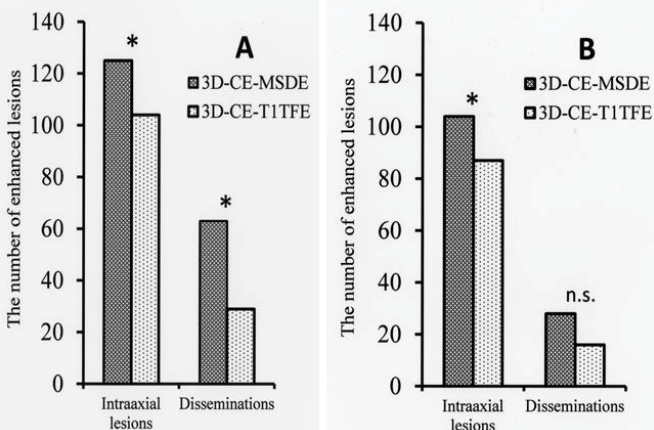 The number of enhanced lesions
140
120
100
80
60
40
20
0
A
3D-CE-MSDE
3D-CE-T1TFE
*
*
Intraaxial
lesions
Disseminations
The number of enhanced lesions
140
120
100
80
60
40
20
0
B
3D-CE-MSDE
3D-CE-T1TFE
*
n.s.
Intraaxial
lesions
Disseminations